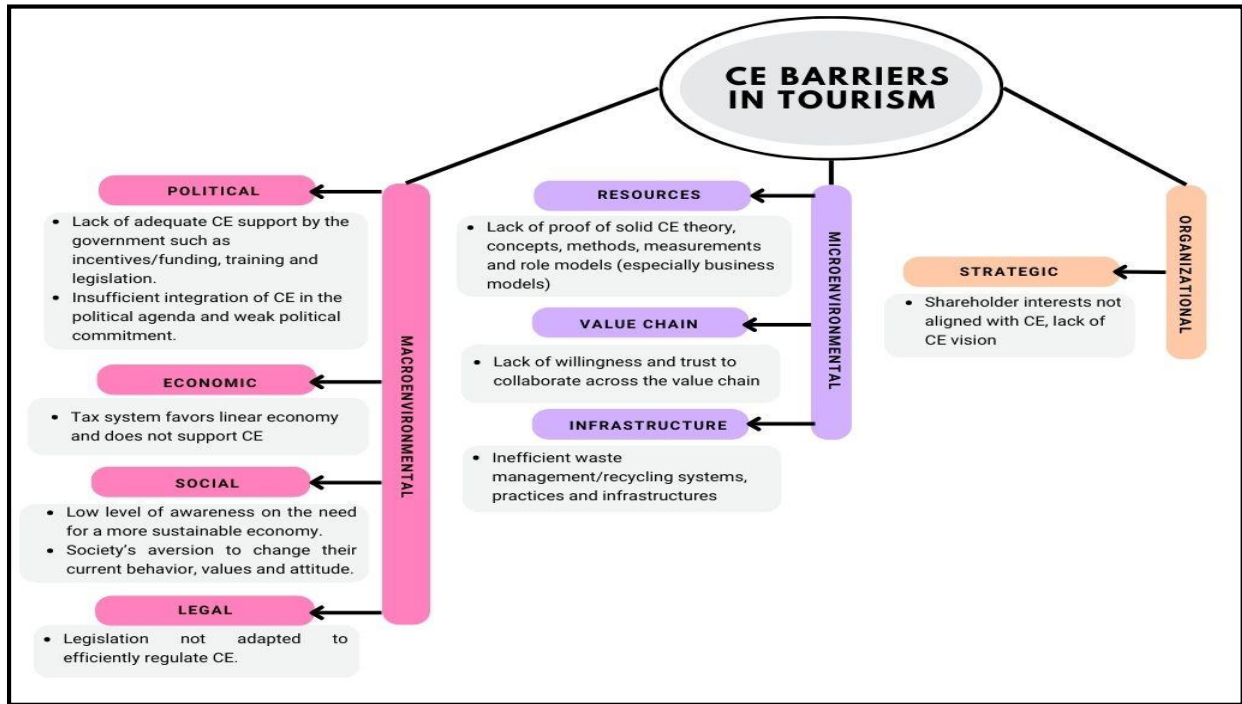 CE BARRIERS
IN TOURISM
MACROENVIRONMENTAL
POLITICAL
• Lack of adequate CE support by the
government such as
incentives/funding, training and
legislation.
• Insufficient integration of CE in the
political agenda and weak political
commitment.
ECONOMIC
• Tax system favors linear economy
and does not support CE
SOCIAL
• Low level of awareness on the need
for a more sustainable economy.
• Society’s aversion to change their
current behavior, values and attitude.
LEGAL
• Legislation not adapted to
efficiently regulate CE.
MICROENVIRONMENTAL
RESOURCES
• Lack of proof of solid CE theory,
concepts, methods, measurements
and role models (especially business
models)
VALUE CHAIN
• Lack of willingness and trust to
collaborate across the value chain
INFRASTRUCTURE
• Inefficient waste
management/recycling systems,
practices and infrastructures
ORGANIZATIONAL
STRATEGIC
• Shareholder interests not
aligned with CE, lack of
CE vision